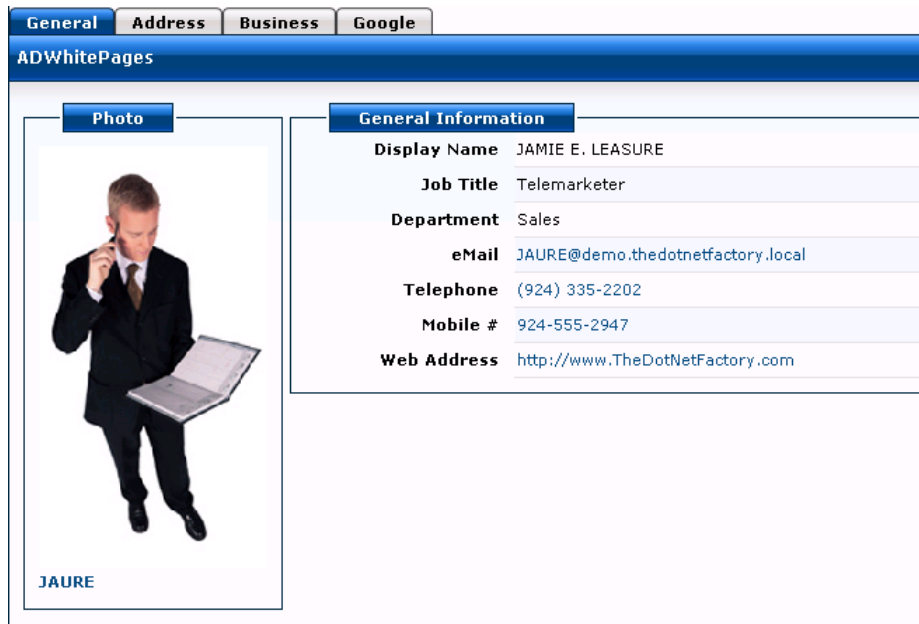 General Address Business Google
ADWhitePages
Photo
JAURE
General Information
Display Name JAMIE E. LEASURE
Job Title Telemarketer
Department Sales
eMail JAURE@demo.thedotnetfactory.local
Telephone (924) 335-2202
Mobile # 924-555-2947
Web Address http://www.TheDotNetFactory.com